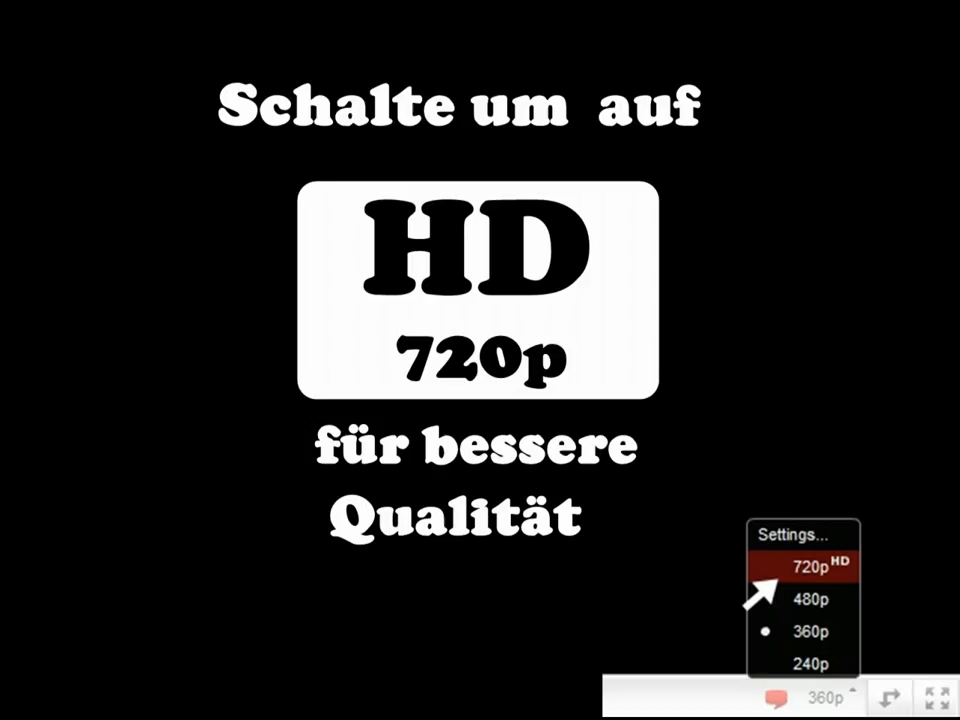 Schalte um auf
HD
720p
für bessere
Qualität
Settings...
720p HD
480p
360p
240p
360p